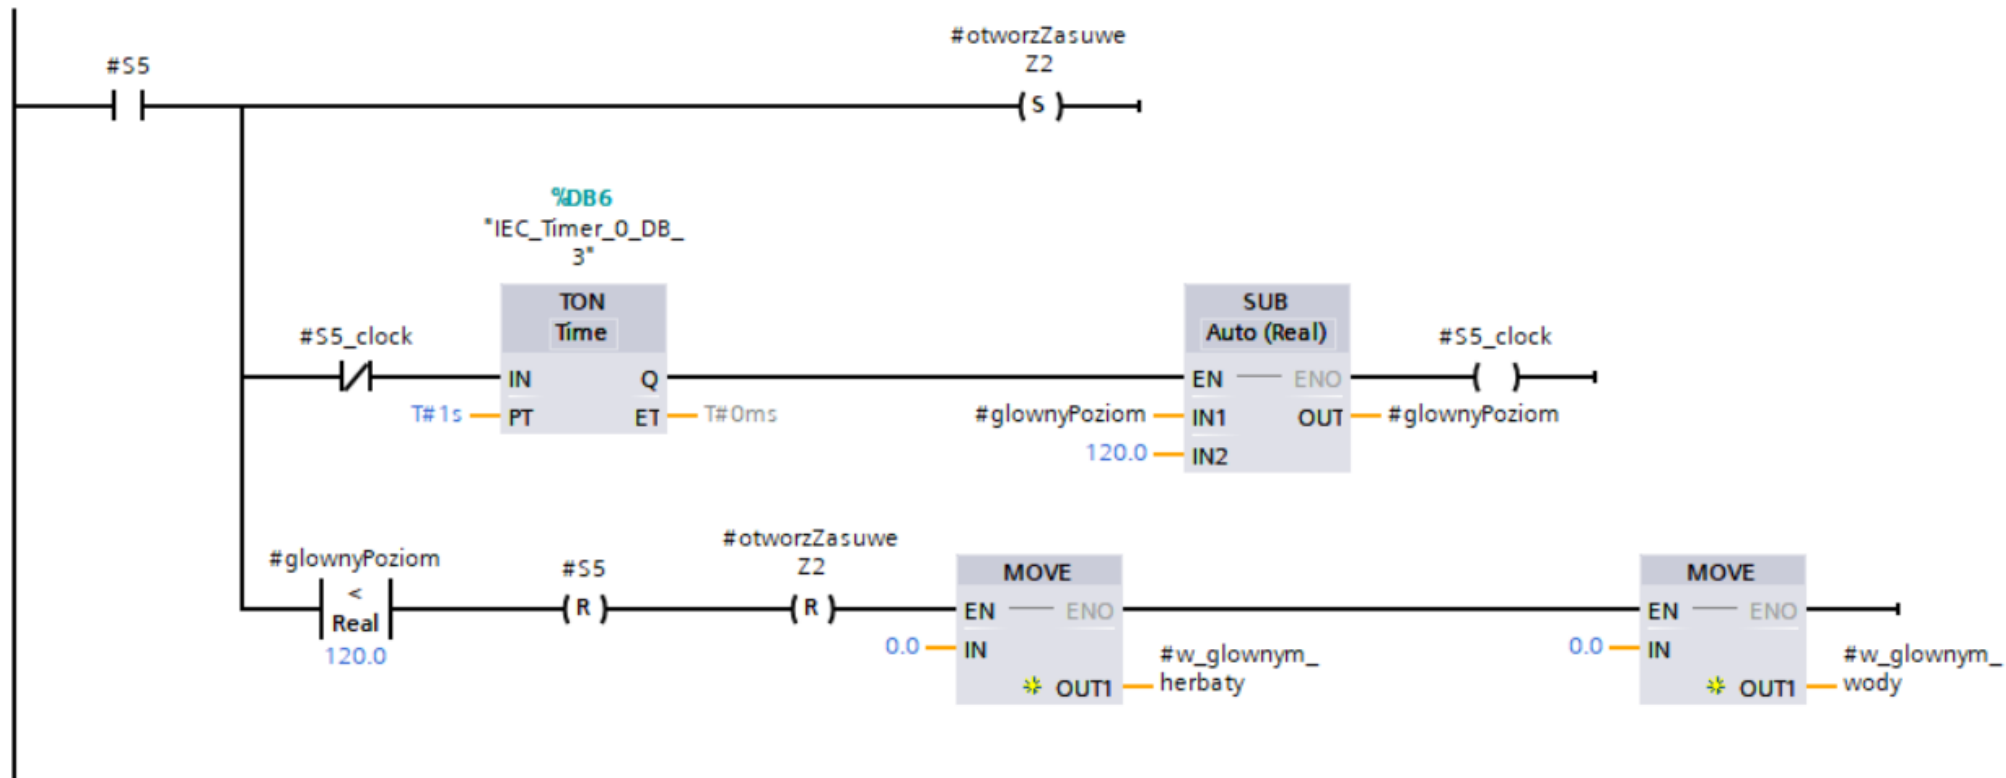 #otworzZasuwe
Z2
#S5
S
%DB6
"IEC_Timer_0_DB_
3"
TON
Time
SUB
Auto (Real)
#S5_clock
#S5_clock
IN
Q
EN
ENO
T#1s
PT
ET
T#0ms
#glownyPoziom
IN1
OUT
#glownyPoziom
120.0
IN2
#otworzZasuwe
Z2
#glownyPoziom
#S5
MOVE
MOVE
<
Real
R
R
EN
ENO
EN
ENO
120.0
0.0
IN
#w_glownym_
herbaty
0.0
IN
#w_glownym_
wody
OUT1
OUT1